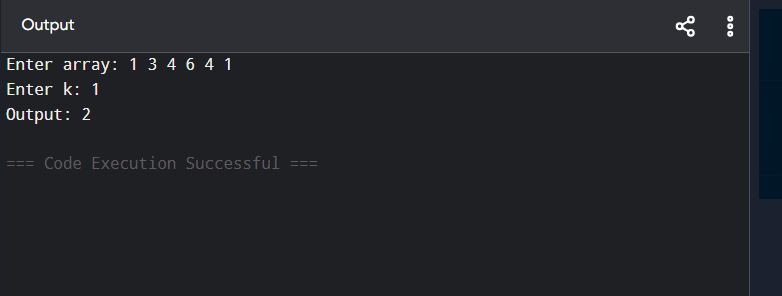 Output
Enter array: 1 3 4 6 4 1
Enter k: 1
Output: 2
=== Code Execution Successful ===